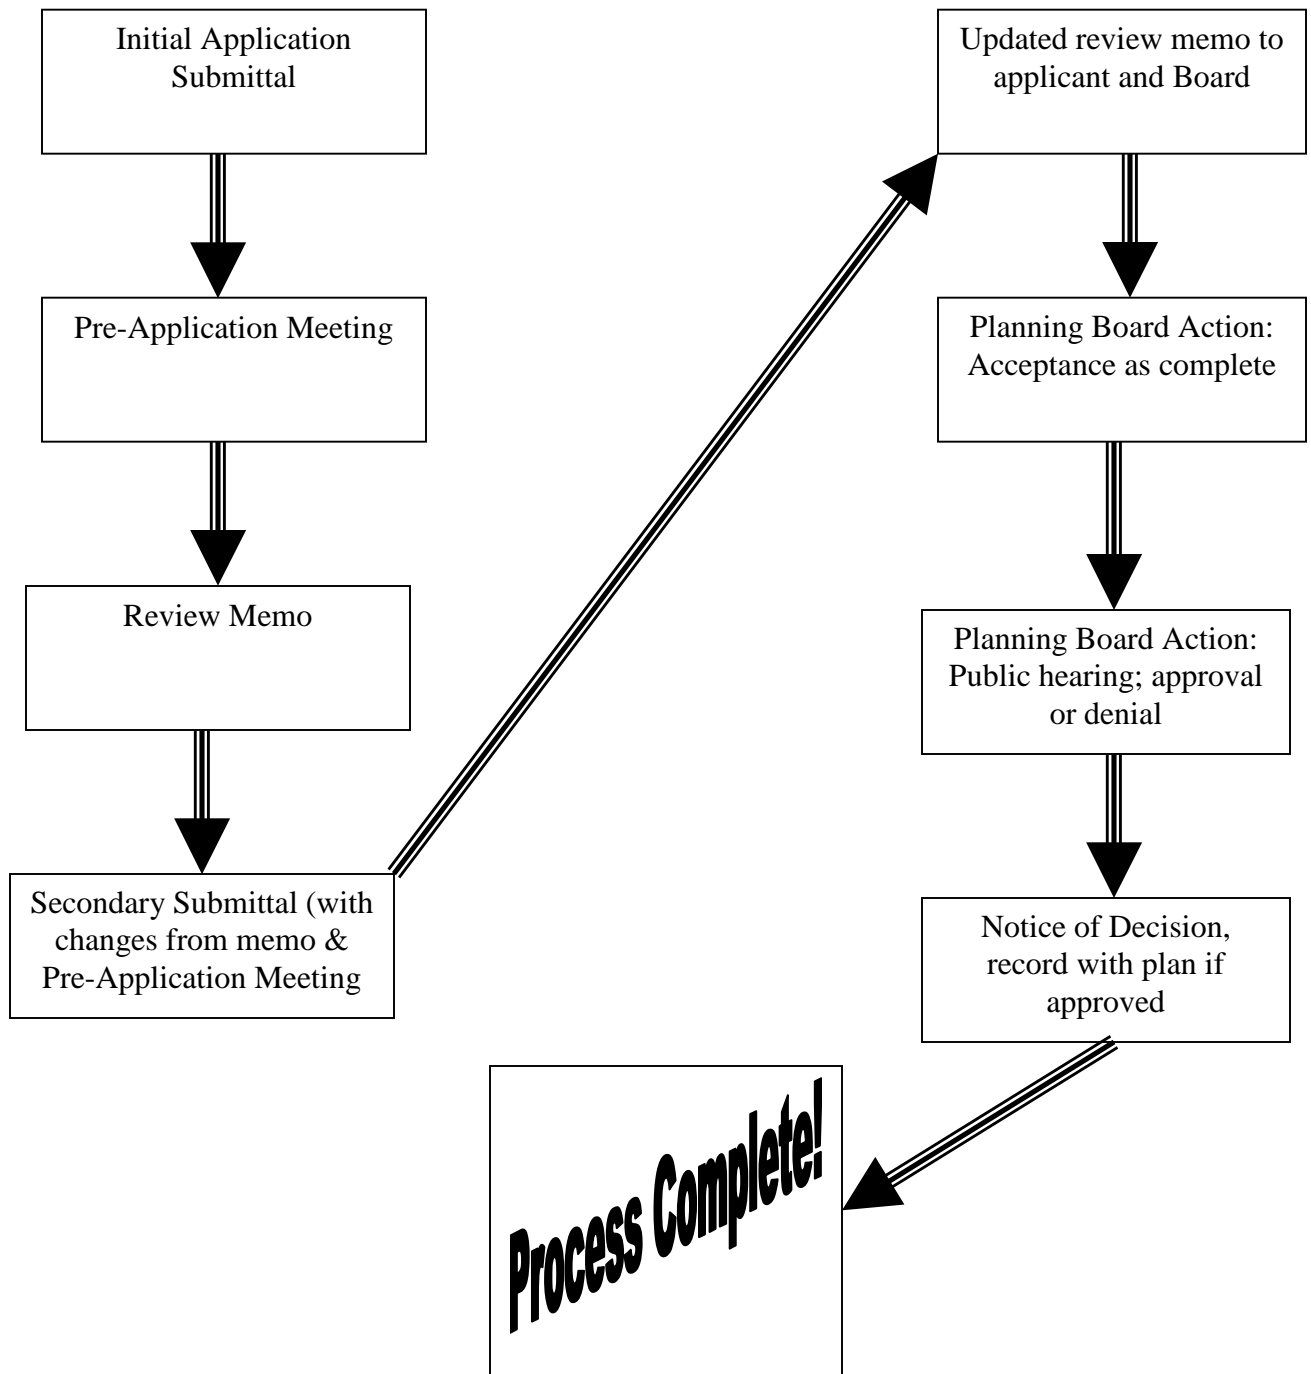 Initial Application
Submittal
Pre-Application Meeting
Review Memo
Secondary Submittal (with
changes from memo &
Pre-Application Meeting
Updated review memo to
applicant and Board
Planning Board Action:
Acceptance as complete
Planning Board Action:
Public hearing; approval
or denial
Notice of Decision,
record with plan if
approved
Process Complete!